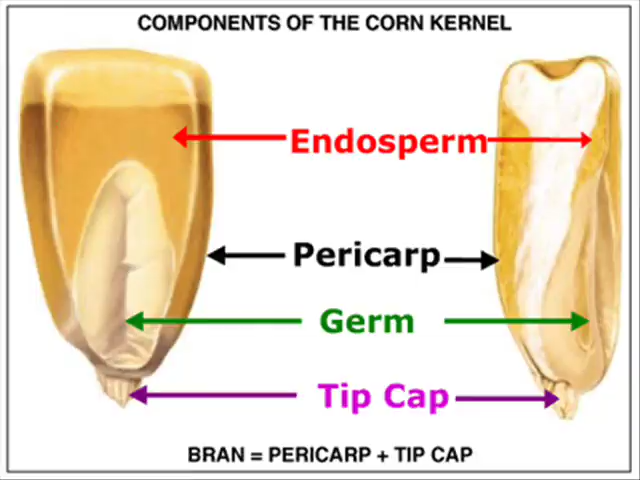 COMPONENTS OF THE CORN KERNEL
Endosperm
Pericarp
Germ
Tip Cap
BRAN = PERICARP + TIP CAP